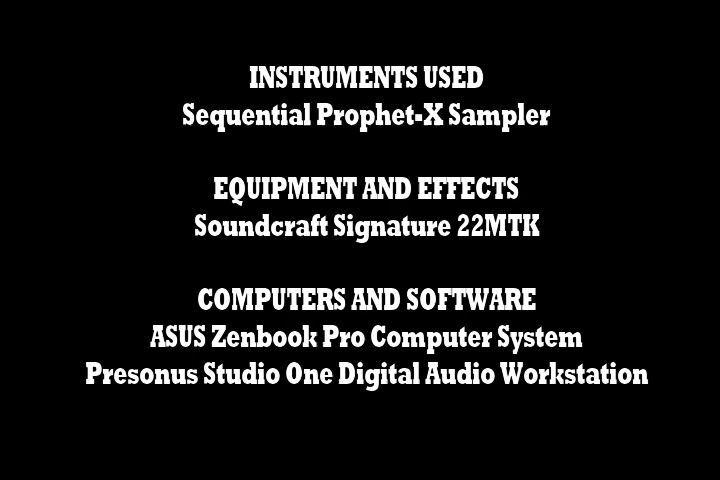 INSTRUMENTS USED
Sequential Prophet-X Sampler
EQUIPMENT AND EFFECTS
Soundcraft Signature 22MTK
COMPUTERS AND SOFTWARE
ASUS Zenbook Pro Computer System
Presonus Studio One Digital Audio Workstation